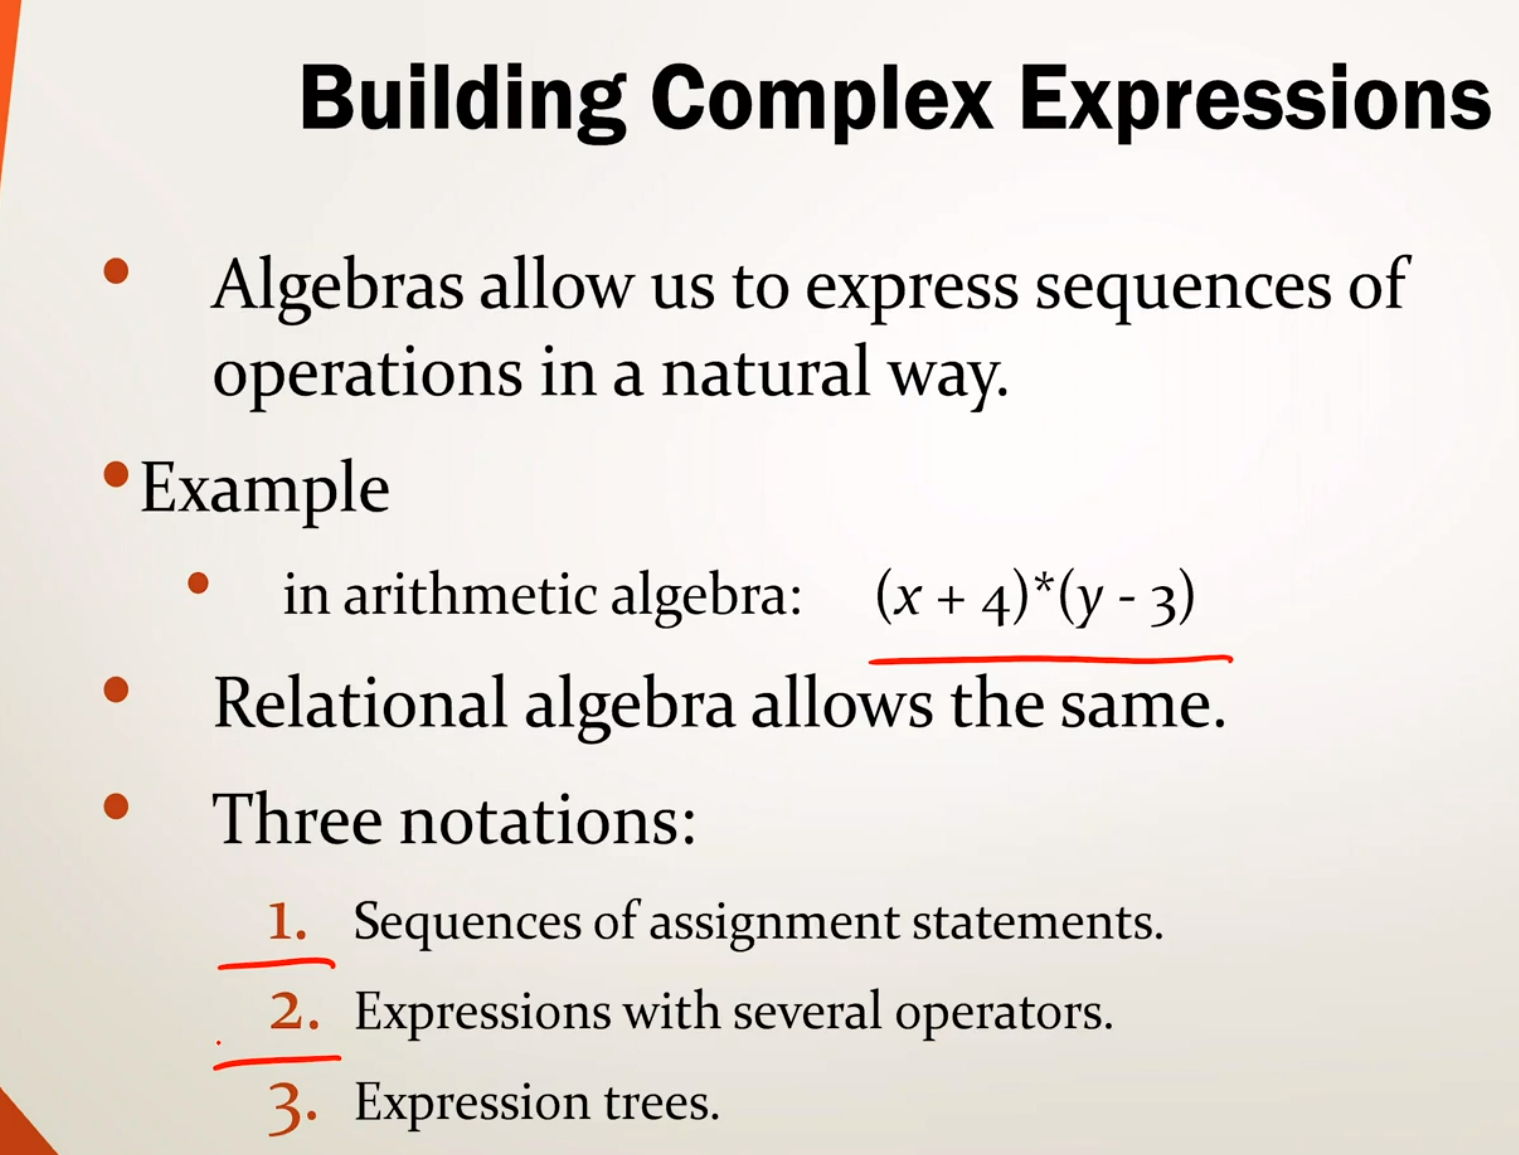 Building Complex Expressions
• Algebras allow us to express sequences of
operations in a natural way.
• Example
• in arithmetic algebra: (x + 4)*(y - 3)
• Relational algebra allows the same.
• Three notations:
1. Sequences of assignment statements.
2. Expressions with several operators.
3. Expression trees.